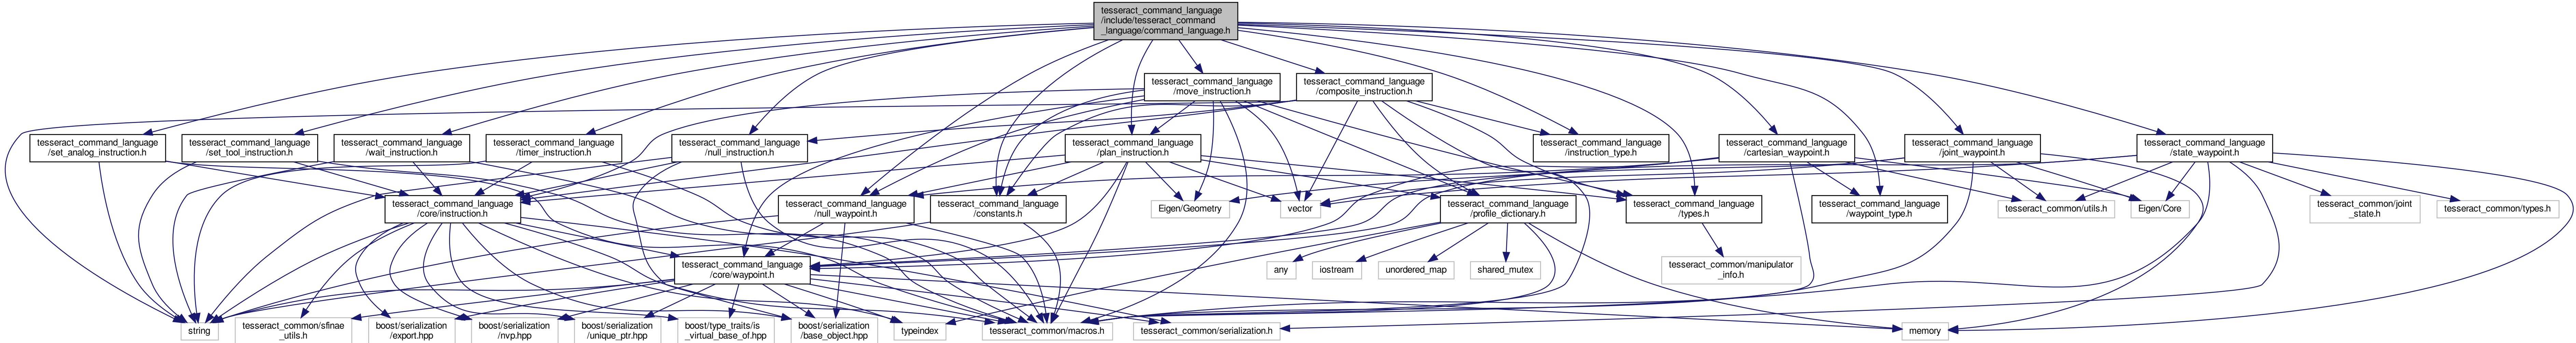 tesseract_command_language
/include/tesseract_command
_language/command_language.h
tesseract_command_language
/move_instruction.h
tesseract_command_language
/composite_instruction.h
tesseract_command_language
/set_analog_instruction.h
tesseract_command_language
/set_tool_instruction.h
tesseract_command_language
/wait_instruction.h
tesseract_command_language
/timer_instruction.h
tesseract_command_language
/null_instruction.h
tesseract_command_language
/plan_instruction.h
tesseract_command_language
/instruction_type.h
tesseract_command_language
/cartesian_waypoint.h
tesseract_command_language
/joint_waypoint.h
tesseract_command_language
/state_waypoint.h
tesseract_command_language
/core/instruction.h
tesseract_command_language
/null_waypoint.h
tesseract_command_language
/constants.h
Eigen/Geometry
vector
tesseract_command_language
/profile_dictionary.h
tesseract_command_language
/types.h
tesseract_command_language
/waypoint_type.h
tesseract_common/utils.h
Eigen/Core
tesseract_common/joint
_state.h
tesseract_common/types.h
tesseract_command_language
/core/waypoint.h
any
iostream
unordered_map
shared_mutex
tesseract_common/manipulator
_info.h
string
tesseract_common/sfinae
_utils.h
boost/serialization
/export.hpp
boost/serialization
/nvp.hpp
boost/serialization
/unique_ptr.hpp
boost/type_traits/is
_virtual_base_of.hpp
boost/serialization
/base_object.hpp
typeindex
tesseract_common/macros.h
tesseract_common/serialization.h
memory